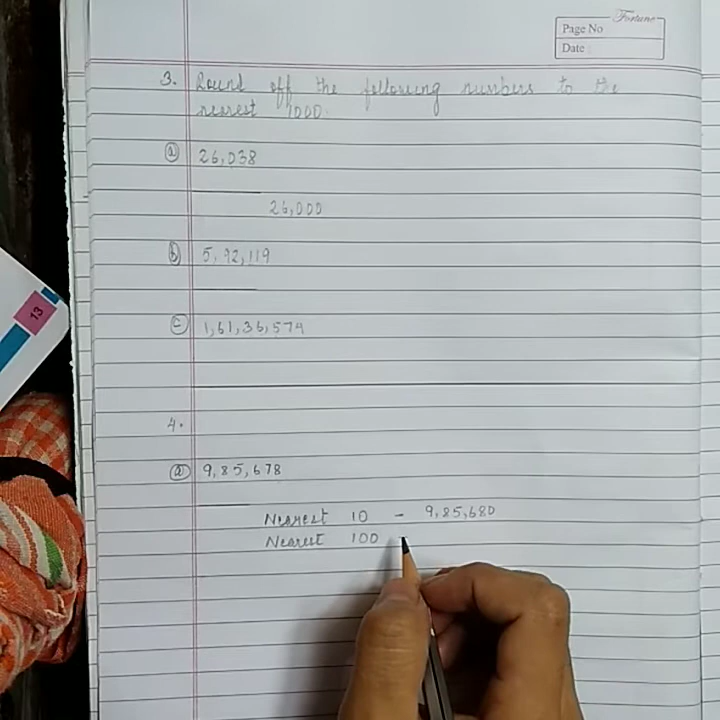 Fortune
Page No
Date
3. Round off the following numbers to the
nearest 1000.
(a) 26,038
26,000
(b) 5,92,119
(c) 1,61,36,574
13
4.
(a) 9,85,678
Nearest 10 - 9,85,680
Nearest 100 -